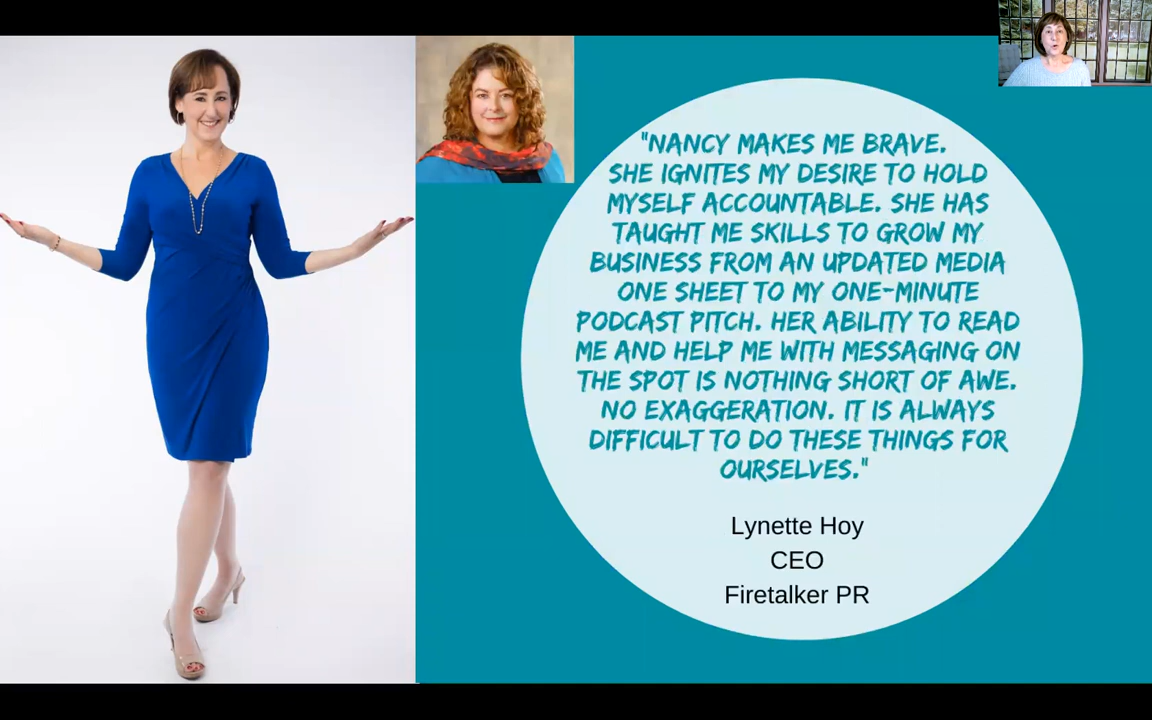 "NANCY MAKES ME BRAVE.
SHE IGNITES MY DESIRE TO HOLD
MYSELF ACCOUNTABLE. SHE HAS
TAUGHT ME SKILLS TO GROW MY
BUSINESS FROM AN UPDATED MEDIA
ONE SHEET TO MY ONE-MINUTE
PODCAST PITCH. HER ABILITY TO READ
ME AND HELP ME WITH MESSAGING ON
THE SPOT IS NOTHING SHORT OF AWE.
NO EXAGGERATION. IT IS ALWAYS
DIFFICULT TO DO THESE THINGS FOR
OURSELVES."
Lynette Hoy
CEO
Firetalker PR